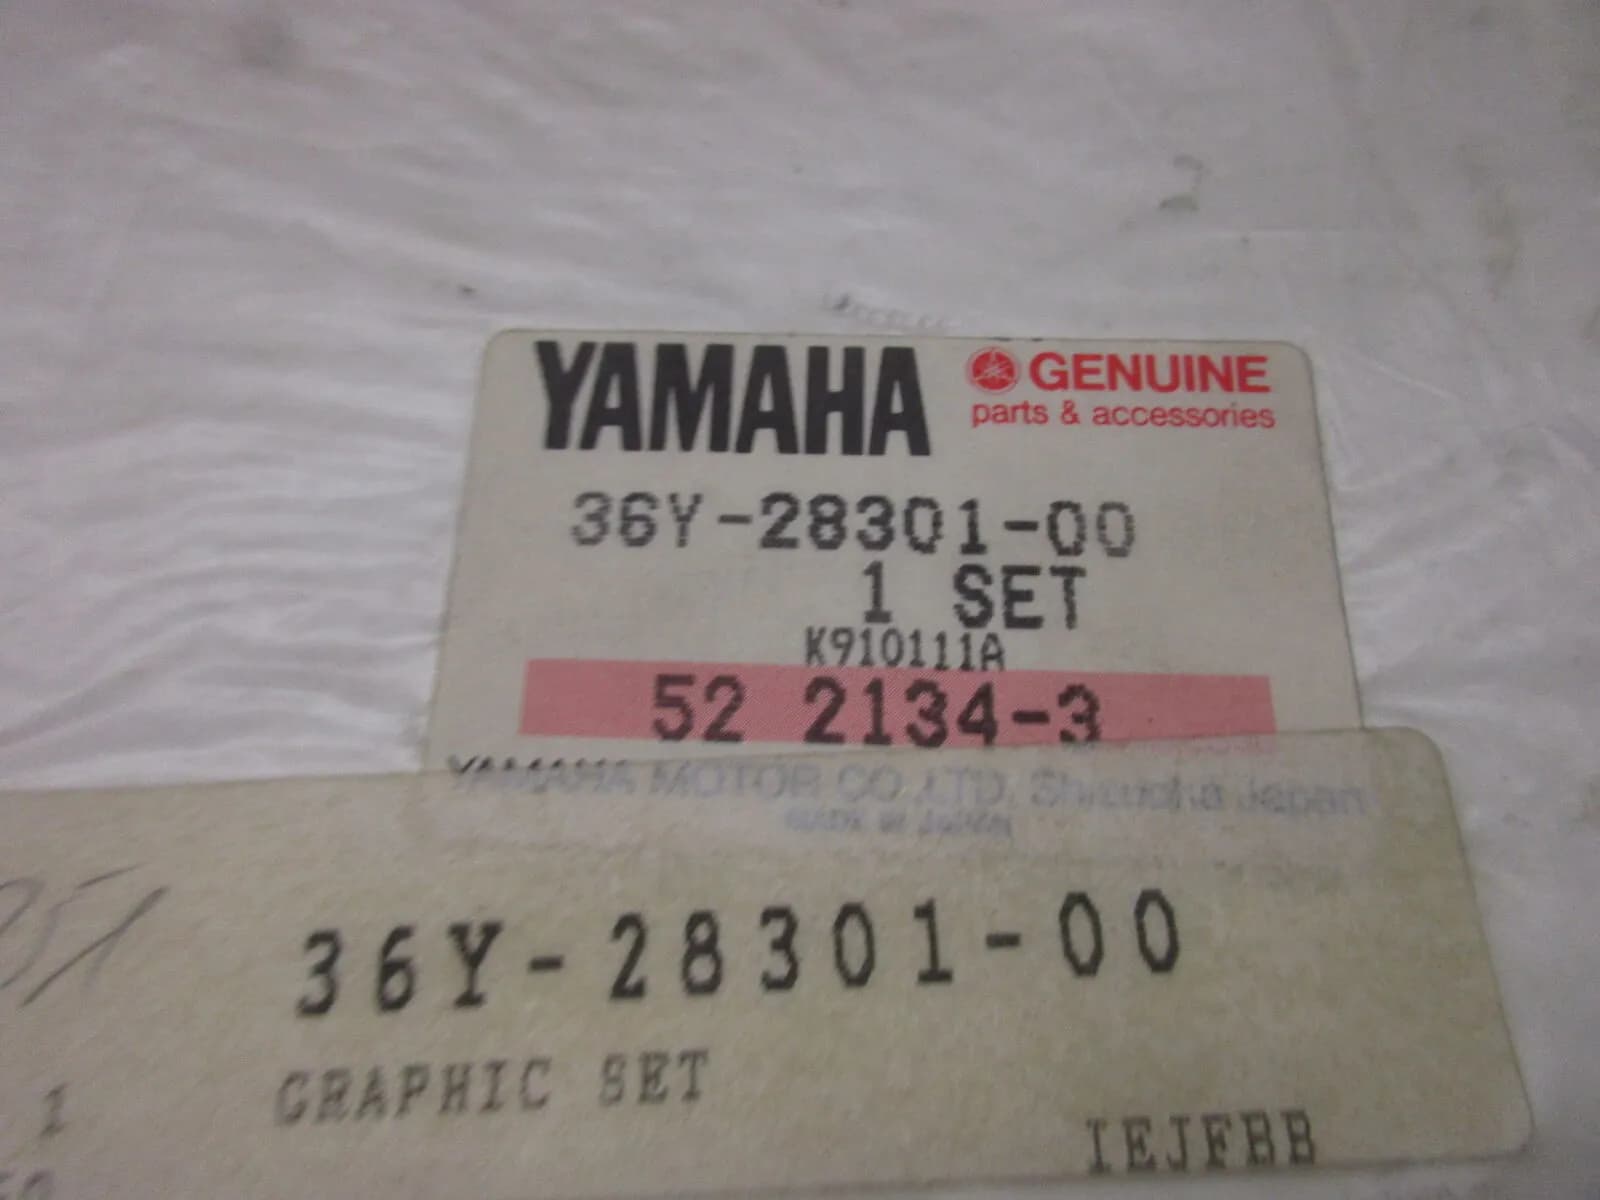 YAMAHA GENUINE
parts & accessories
36Y-28301-00
1 SET
K910111A
52 2134-3
YAMAHA MOTOR CO.,LTD. Shizuoka Japan
MADE IN JAPAN
36Y-28301-00
GRAPHIC SET
1
IEJFBB